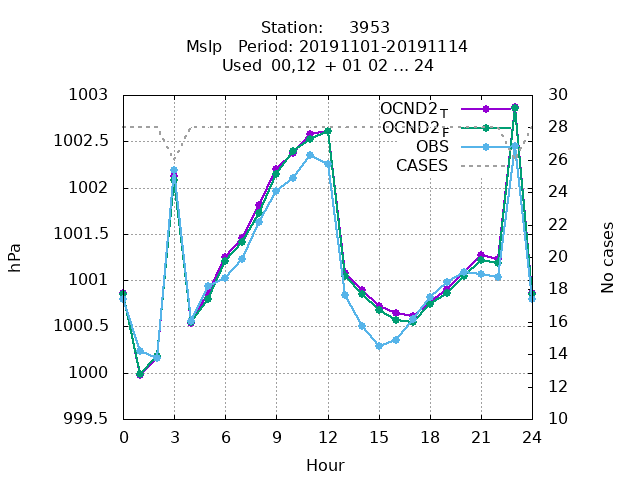 Station: 3953
Mslp Period: 20191101-20191114
Used 00,12 + 01 02 ... 24
1003
1002.5
1002
1001.5
1001
1000.5
1000
999.5
hPa
OCND2T
OCND2F
OBS
CASES
30
28
26
24
22
20
18
16
14
12
10
No cases
0 3 6 9 12 15 18 21 24
Hour